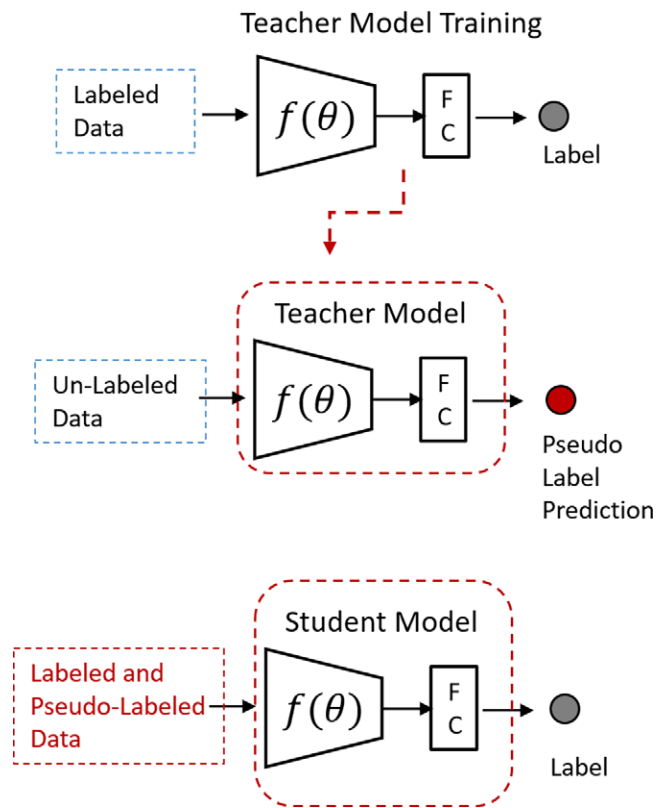 Teacher Model Training
Labeled
Data
f(θ)
F
C
Label
Teacher Model
Un-Labeled
Data
f(θ)
F
C
Pseudo
Label
Prediction
Student Model
Labeled and
Pseudo-Labeled
Data
f(θ)
F
C
Label